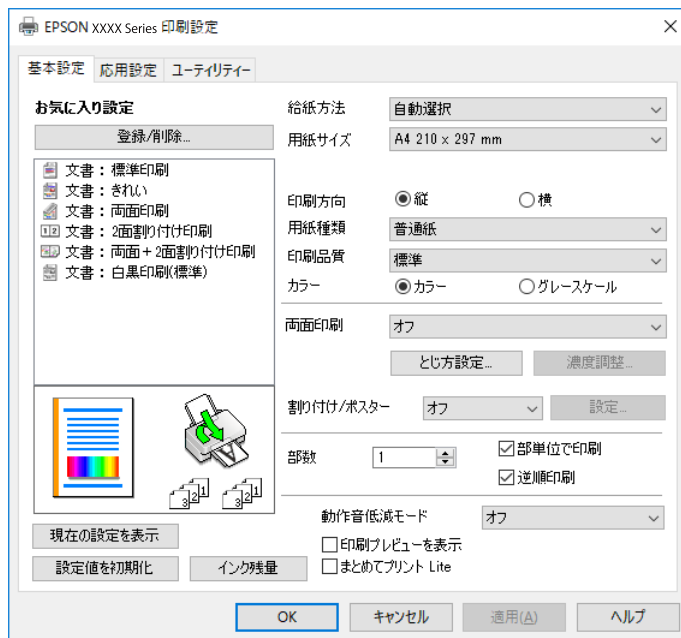 EPSON XXXX Series 印刷設定
基本設定 応用設定 ユーティリティー
お気に入り設定
登録/削除...
文書：標準印刷
文書：きれい
文書：両面印刷
文書：2面割り付け印刷
文書：両面＋2面割り付け印刷
文書：白黒印刷(標準)
給紙方法 自動選択
用紙サイズ A4 210 x 297 mm
印刷方向 縦 横
用紙種類 普通紙
印刷品質 標準
カラー カラー グレースケール
両面印刷 オフ
とじ方設定... 濃度調整...
割り付け/ポスター オフ 設定...
部数 1 部単位で印刷
逆順印刷
1 2 3 1 2 3
動作音低減モード オフ
現在の設定を表示 印刷プレビューを表示
設定値を初期化 インク残量 まとめてプリント Lite
OK キャンセル 適用(A) ヘルプ